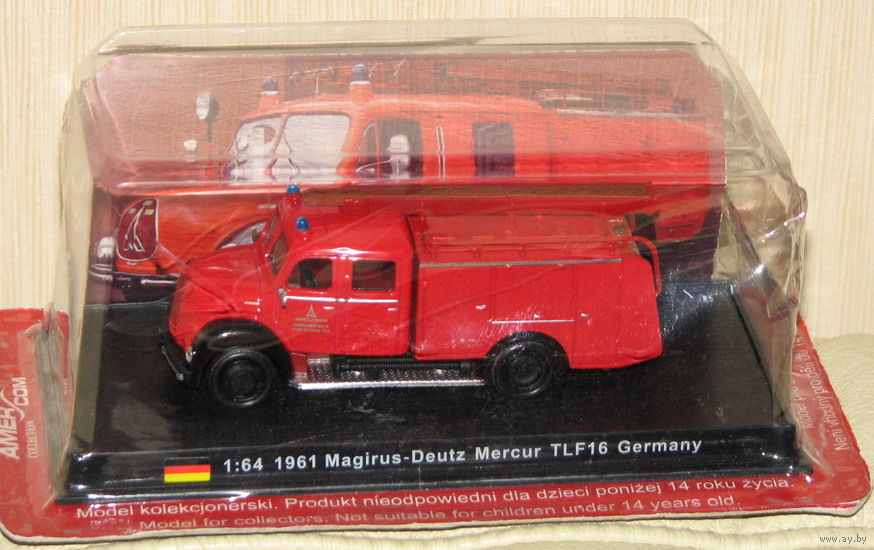 AMERCOM
COLLECTION
1:64 1961 Magirus-Deutz Mercur TLF16 Germany
Model kolekcjonerski. Produkt nieodpowiedni dla dzieci poniżej 14 roku życia.
Model for collectors. Not suitable for children under 14 years old
www.ay.by